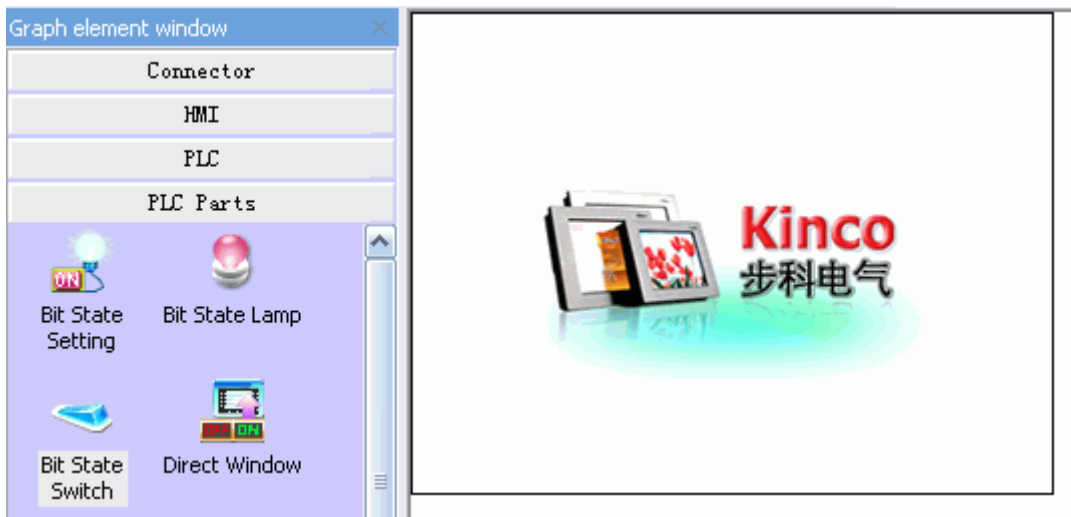 Graph element window
Connector
HMI
PLC
PLC Parts
ON
Bit State
Setting
Bit State Lamp
OFF ON
Bit State
Switch
Direct Window
Kinco
步科电气